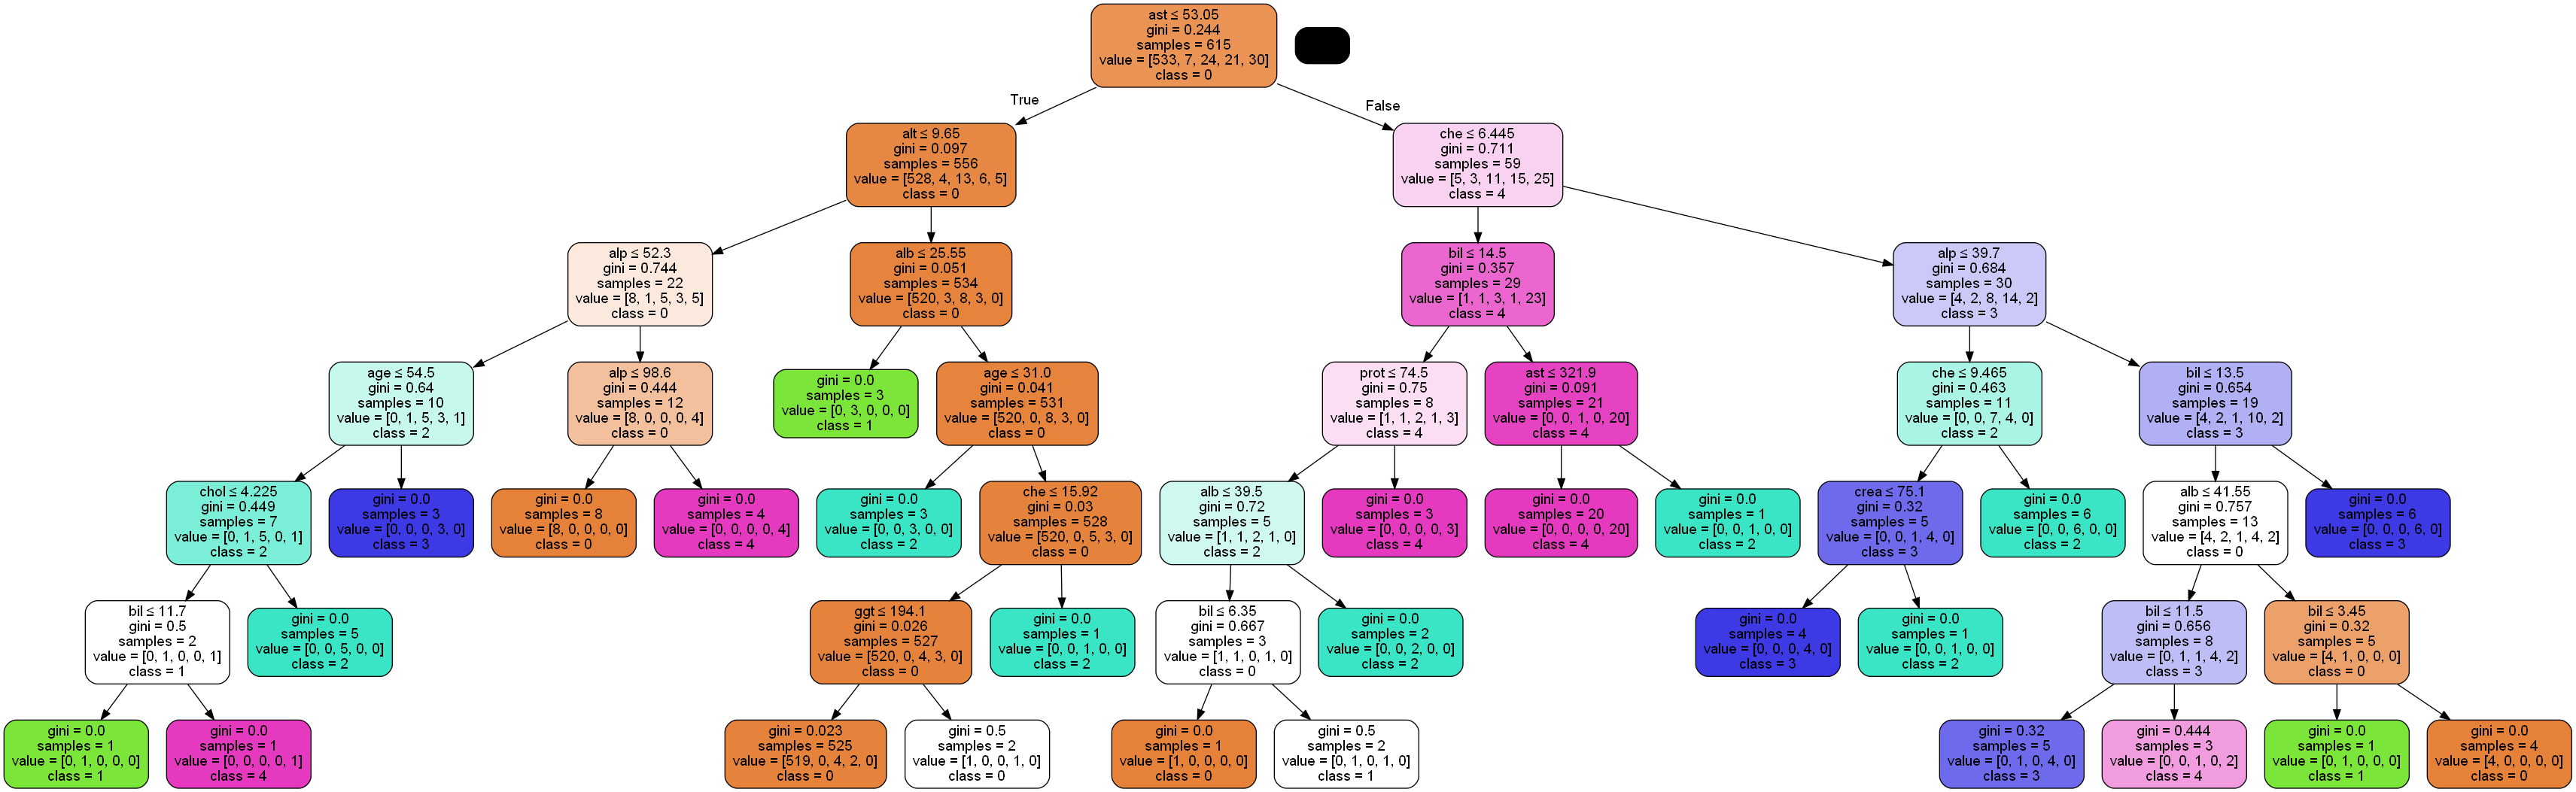 ast ≤ 53.05
gini = 0.244
samples = 615
value = [533, 7, 24, 21, 30]
class = 0
True
False
alt ≤ 9.65
gini = 0.097
samples = 556
value = [528, 4, 13, 6, 5]
class = 0
che ≤ 6.445
gini = 0.711
samples = 59
value = [5, 3, 11, 15, 25]
class = 4
alp ≤ 52.3
gini = 0.744
samples = 22
value = [8, 1, 5, 3, 5]
class = 0
alb ≤ 25.55
gini = 0.051
samples = 534
value = [520, 3, 8, 3, 0]
class = 0
bil ≤ 14.5
gini = 0.357
samples = 29
value = [1, 1, 3, 1, 23]
class = 4
alp ≤ 39.7
gini = 0.684
samples = 30
value = [4, 2, 8, 14, 2]
class = 3
age ≤ 54.5
gini = 0.64
samples = 10
value = [0, 1, 5, 3, 1]
class = 2
alp ≤ 98.6
gini = 0.444
samples = 12
value = [8, 0, 0, 0, 4]
class = 0
gini = 0.0
samples = 3
value = [0, 3, 0, 0, 0]
class = 1
age ≤ 31.0
gini = 0.041
samples = 531
value = [520, 0, 8, 3, 0]
class = 0
prot ≤ 74.5
gini = 0.75
samples = 8
value = [1, 1, 2, 1, 3]
class = 4
ast ≤ 321.9
gini = 0.091
samples = 21
value = [0, 0, 1, 0, 20]
class = 4
che ≤ 9.465
gini = 0.463
samples = 11
value = [0, 0, 7, 4, 0]
class = 2
bil ≤ 13.5
gini = 0.654
samples = 19
value = [4, 2, 1, 10, 2]
class = 3
chol ≤ 4.225
gini = 0.449
samples = 7
value = [0, 1, 5, 0, 1]
class = 2
gini = 0.0
samples = 3
value = [0, 0, 0, 3, 0]
class = 3
gini = 0.0
samples = 8
value = [8, 0, 0, 0, 0]
class = 0
gini = 0.0
samples = 4
value = [0, 0, 0, 0, 4]
class = 4
gini = 0.0
samples = 3
value = [0, 0, 3, 0, 0]
class = 2
che ≤ 15.92
gini = 0.03
samples = 528
value = [520, 0, 5, 3, 0]
class = 0
alb ≤ 39.5
gini = 0.72
samples = 5
value = [1, 1, 2, 1, 0]
class = 2
gini = 0.0
samples = 3
value = [0, 0, 0, 0, 3]
class = 4
gini = 0.0
samples = 20
value = [0, 0, 0, 0, 20]
class = 4
gini = 0.0
samples = 1
value = [0, 0, 1, 0, 0]
class = 2
crea ≤ 75.1
gini = 0.32
samples = 5
value = [0, 0, 1, 4, 0]
class = 3
gini = 0.0
samples = 6
value = [0, 0, 6, 0, 0]
class = 2
alb ≤ 41.55
gini = 0.757
samples = 13
value = [4, 2, 1, 4, 2]
class = 0
gini = 0.0
samples = 6
value = [0, 0, 0, 6, 0]
class = 3
bil ≤ 11.7
gini = 0.5
samples = 2
value = [0, 1, 0, 0, 1]
class = 1
gini = 0.0
samples = 5
value = [0, 0, 5, 0, 0]
class = 2
ggt ≤ 194.1
gini = 0.026
samples = 527
value = [520, 0, 4, 3, 0]
class = 0
gini = 0.0
samples = 1
value = [0, 0, 1, 0, 0]
class = 2
bil ≤ 6.35
gini = 0.667
samples = 3
value = [1, 1, 0, 1, 0]
class = 0
gini = 0.0
samples = 2
value = [0, 0, 2, 0, 0]
class = 2
gini = 0.0
samples = 4
value = [0, 0, 0, 4, 0]
class = 3
gini = 0.0
samples = 1
value = [0, 0, 1, 0, 0]
class = 2
bil ≤ 11.5
gini = 0.656
samples = 8
value = [0, 1, 1, 4, 2]
class = 3
bil ≤ 3.45
gini = 0.32
samples = 5
value = [4, 1, 0, 0, 0]
class = 0
gini = 0.0
samples = 1
value = [0, 1, 0, 0, 0]
class = 1
gini = 0.0
samples = 1
value = [0, 0, 0, 0, 1]
class = 4
gini = 0.023
samples = 525
value = [519, 0, 4, 2, 0]
class = 0
gini = 0.5
samples = 2
value = [1, 0, 0, 1, 0]
class = 0
gini = 0.0
samples = 1
value = [1, 0, 0, 0, 0]
class = 0
gini = 0.5
samples = 2
value = [0, 1, 0, 1, 0]
class = 1
gini = 0.32
samples = 5
value = [0, 1, 0, 4, 0]
class = 3
gini = 0.444
samples = 3
value = [0, 0, 1, 0, 2]
class = 4
gini = 0.0
samples = 1
value = [0, 1, 0, 0, 0]
class = 1
gini = 0.0
samples = 4
value = [4, 0, 0, 0, 0]
class = 0